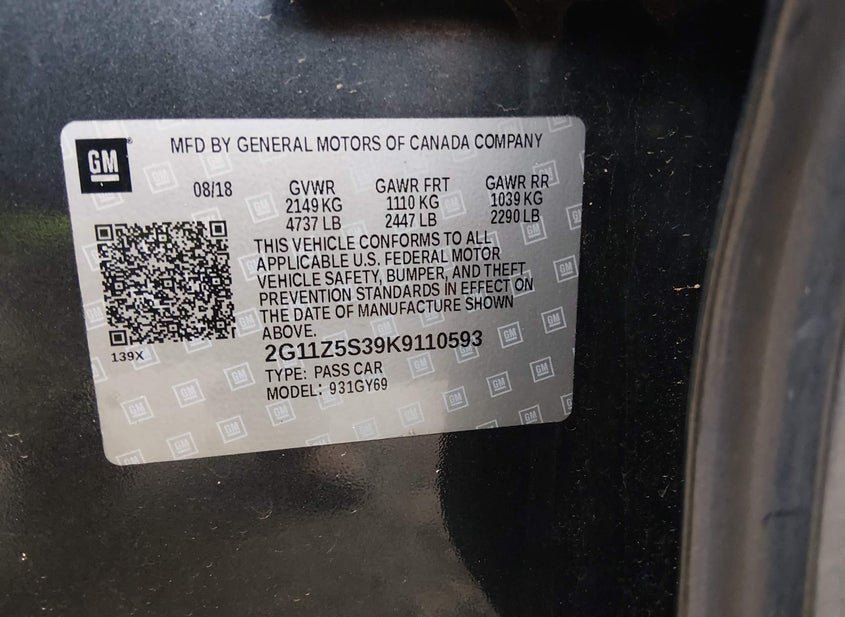 GM
MFD BY GENERAL MOTORS OF CANADA COMPANY
08/18 GVWR GAWR FRT GAWR RR
2149 KG 1110 KG 1039 KG
4737 LB 2447 LB 2290 LB
THIS VEHICLE CONFORMS TO ALL
APPLICABLE U.S. FEDERAL MOTOR
VEHICLE SAFETY, BUMPER, AND THEFT
PREVENTION STANDARDS IN EFFECT ON
THE DATE OF MANUFACTURE SHOWN
ABOVE.
139X
2G11Z5S39K9110593
TYPE: PASS CAR
MODEL: 931GY69